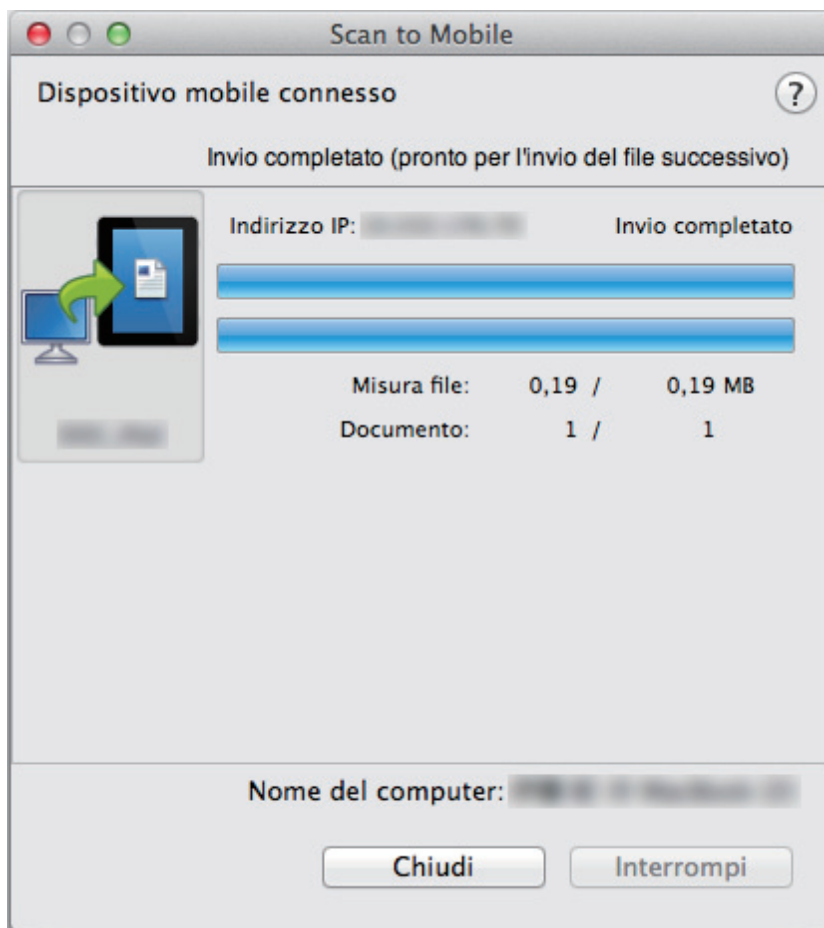 Scan to Mobile
Dispositivo mobile connesso
?
Invio completato (pronto per l'invio del file successivo)
Indirizzo IP: Invio completato
Misura file: 0,19 / 0,19 MB
Documento: 1 / 1
Nome del computer:
Chiudi Interrompi